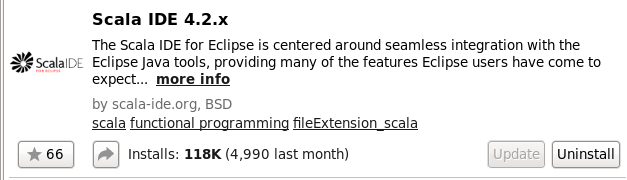 Scala IDE 4.2.x
The Scala IDE for Eclipse is centered around seamless integration with the
Eclipse Java tools, providing many of the features Eclipse users have come to
expect... more info
ScalaIDE
FOR ECLIPSE
by scala-ide.org, BSD
scala functional programming fileExtension_scala
66 Installs: 118K (4,990 last month) Update Uninstall